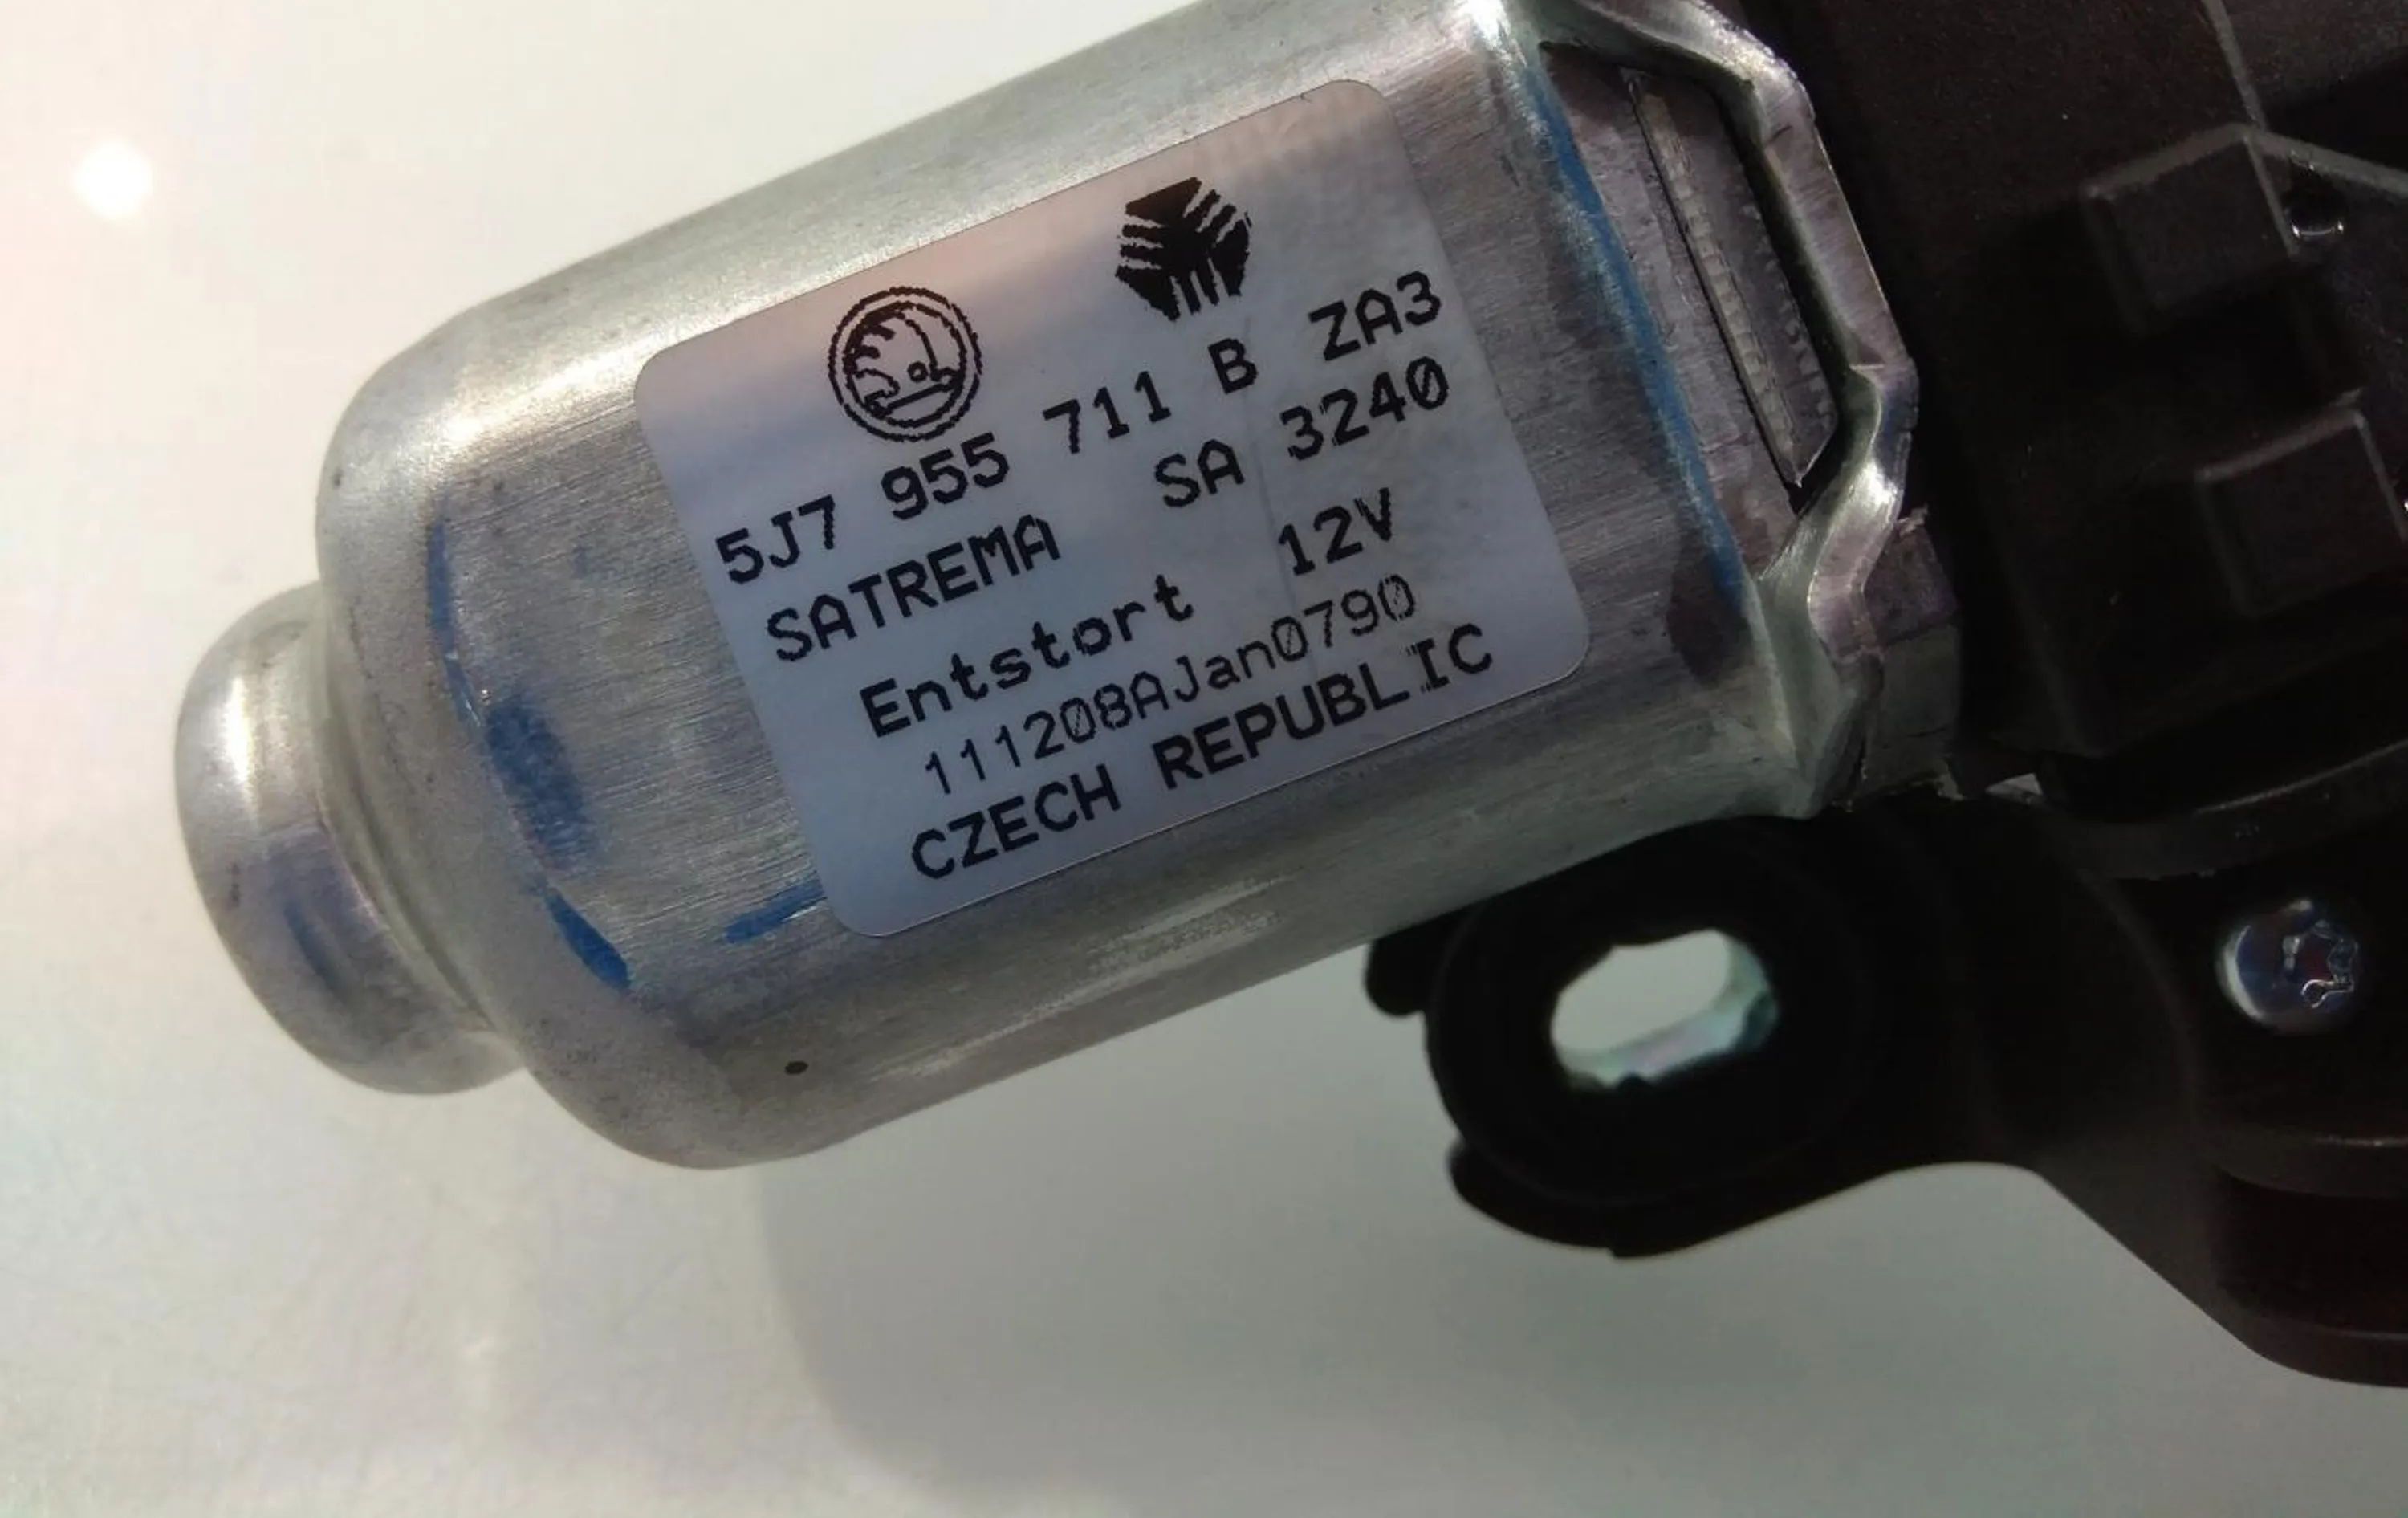 5J7 955 711 B ZA3
SATREMA SA 3240
Entstort 12V
111208AJan0790
CZECH REPUBLIC